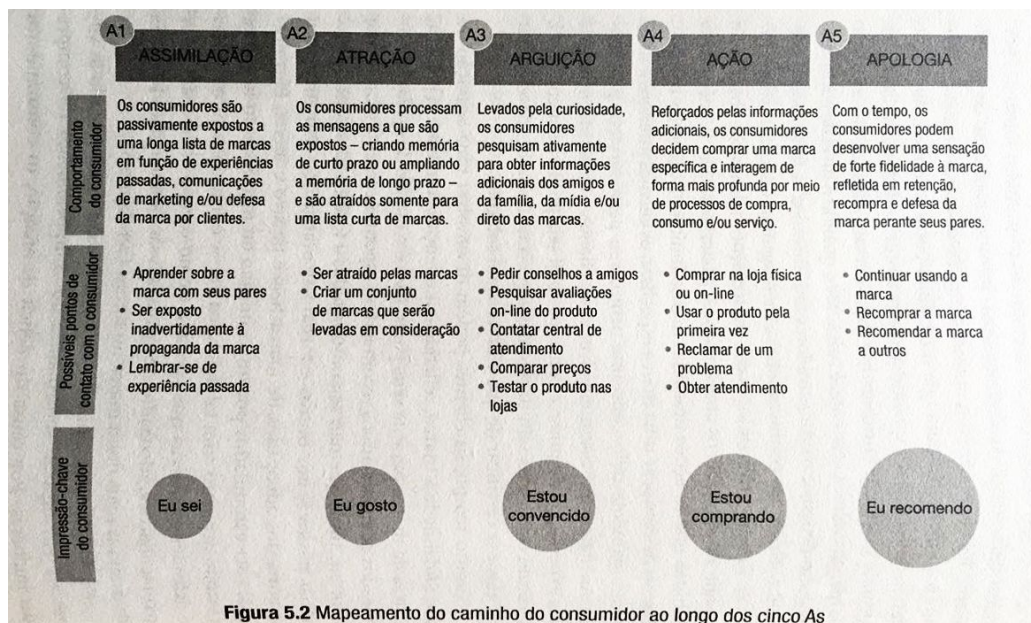 A1
ASSIMILAÇÃO
A2
ATRAÇÃO
A3
ARGUIÇÃO
A4
AÇÃO
A5
APOLOGIA
Comportamento
do consumidor
Os consumidores são
passivamente expostos a
uma longa lista de marcas
em função de experiências
passadas, comunicações
de marketing e/ou defesa
da marca por clientes.
Os consumidores processam
as mensagens a que são
expostos – criando memória
de curto prazo ou ampliando
a memória de longo prazo –
e são atraídos somente para
uma lista curta de marcas.
Levados pela curiosidade,
os consumidores
pesquisam ativamente
para obter informações
adicionais dos amigos e
da família, da mídia e/ou
direto das marcas.
Reforçados pelas informações
adicionais, os consumidores
decidem comprar uma marca
específica e interagem de
forma mais profunda por meio
de processos de compra,
consumo e/ou serviço.
Com o tempo, os
consumidores podem
desenvolver uma sensação
de forte fidelidade à marca,
refletida em retenção,
recompra e defesa da
marca perante seus pares.
Possíveis pontos de
contato com o consumidor
• Aprender sobre a
marca com seus pares
• Ser exposto
inadvertidamente à
propaganda da marca
• Lembrar-se de
experiência passada
• Ser atraído pelas marcas
• Criar um conjunto
de marcas que serão
levadas em consideração
• Pedir conselhos a amigos
• Pesquisar avaliações
on-line do produto
• Contatar central de
atendimento
• Comparar preços
• Testar o produto nas
lojas
• Comprar na loja física
ou on-line
• Usar o produto pela
primeira vez
• Reclamar de um
problema
• Obter atendimento
• Continuar usando a
marca
• Recomprar a marca
• Recomendar a marca
a outros
Impressão-chave
do consumidor
Eu sei
Eu gosto
Estou
convencido
Estou
comprando
Eu recomendo
Figura 5.2 Mapeamento do caminho do consumidor ao longo dos cinco As